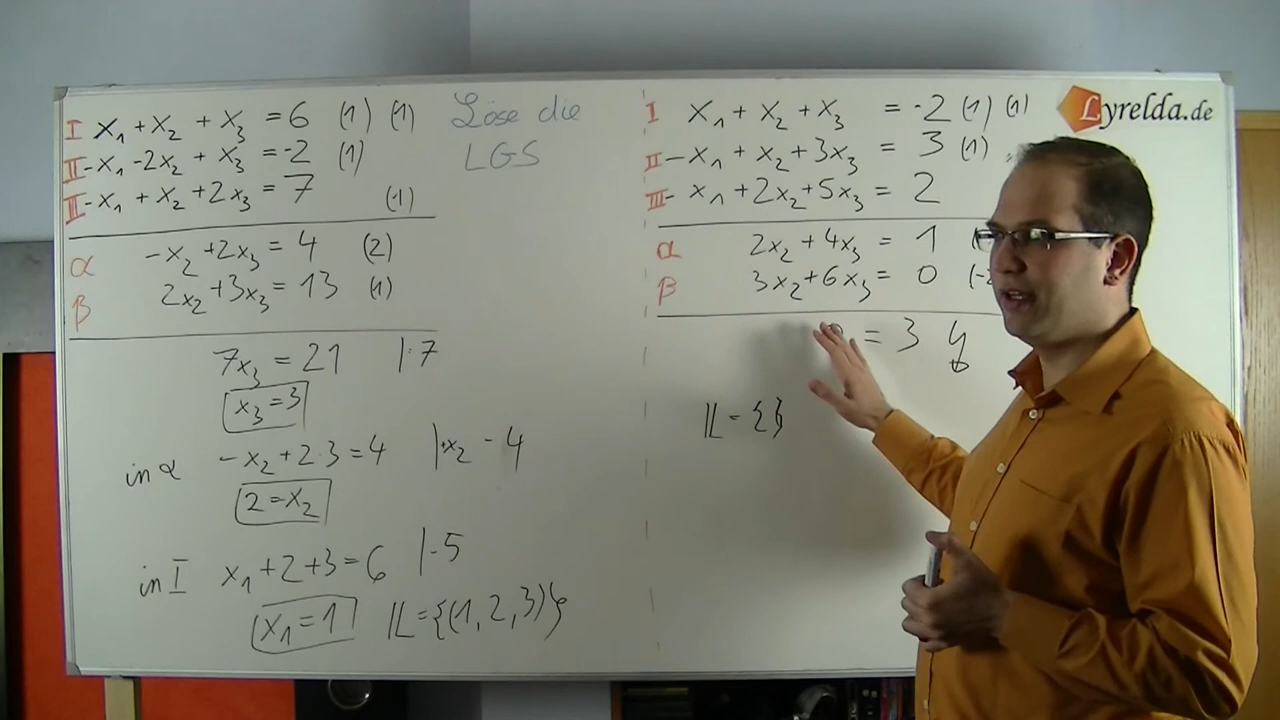 I x₁ + x₂ + x₃ = 6 (1) (1)
II -x₁ -2x₂ + x₃ = -2 (1)
III -x₁ + x₂ + 2x₃ = 7 (1)
α -x₂ + 2x₃ = 4 (2)
β 2x₂ + 3x₃ = 13 (1)
7x₃ = 21 |:7
x₃ = 3
in α -x₂ + 2·3 = 4 |+x₂ - 4
2 = x₂
in I x₁ + 2 + 3 = 6 |-5
x₁ = 1 𝕃 = {(1, 2, 3)}
Löse die
LGS
I x₁ + x₂ + x₃ = -2 (1) (1)
II -x₁ + x₂ + 3x₃ = 3 (1)
III -x₁ + 2x₂ + 5x₃ = 2
α 2x₂ + 4x₃ = 1
β 3x₂ + 6x₃ = 0 (-2
= 3
𝕃 = {}
Lyrelda.de